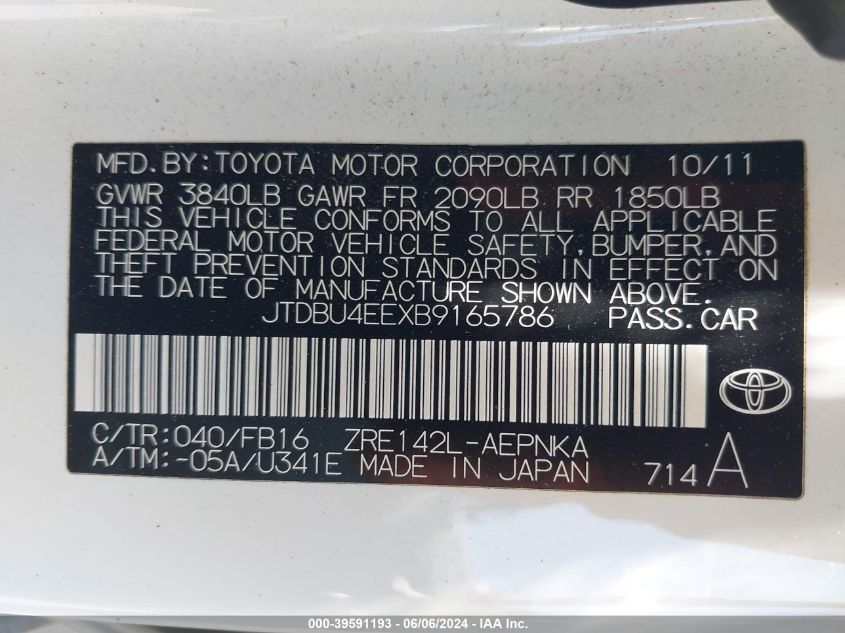 MFD.BY:TOYOTA MOTOR CORPORATION 10/11
GVWR 3840LB GAWR FR 2090LB RR 1850LB
THIS VEHICLE CONFORMS TO ALL APPLICABLE
FEDERAL MOTOR VEHICLE SAFETY,BUMPER,AND
THEFT PREVENTION STANDARDS IN EFFECT ON
THE DATE OF MANUFACTURE SHOWN ABOVE.
JTDBU4EEXB9165786 PASS.CAR
C/TR:040/FB16 ZRE142L-AEPNKA
A/TM:-05A/U341E MADE IN JAPAN 714 A
000-39591193 - 06/06/2024 - IAA Inc.